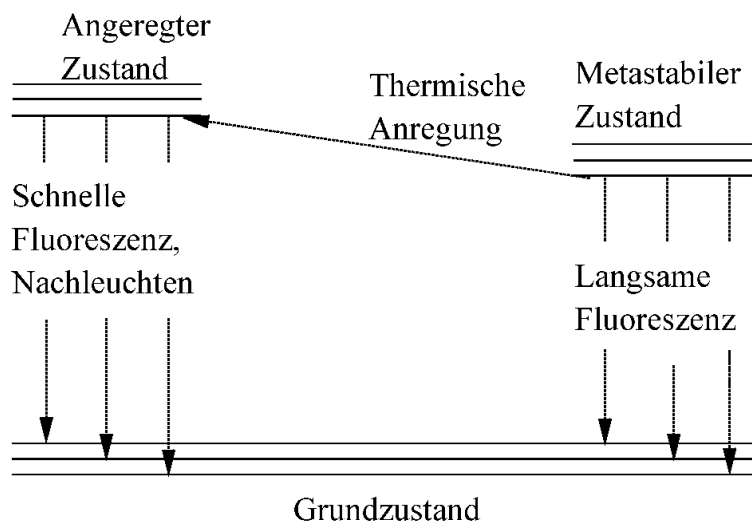 Angeregter
Zustand
Thermische
Anregung
Metastabiler
Zustand
Schnelle
Fluoreszenz,
Nachleuchten
Langsame
Fluoreszenz
Grundzustand